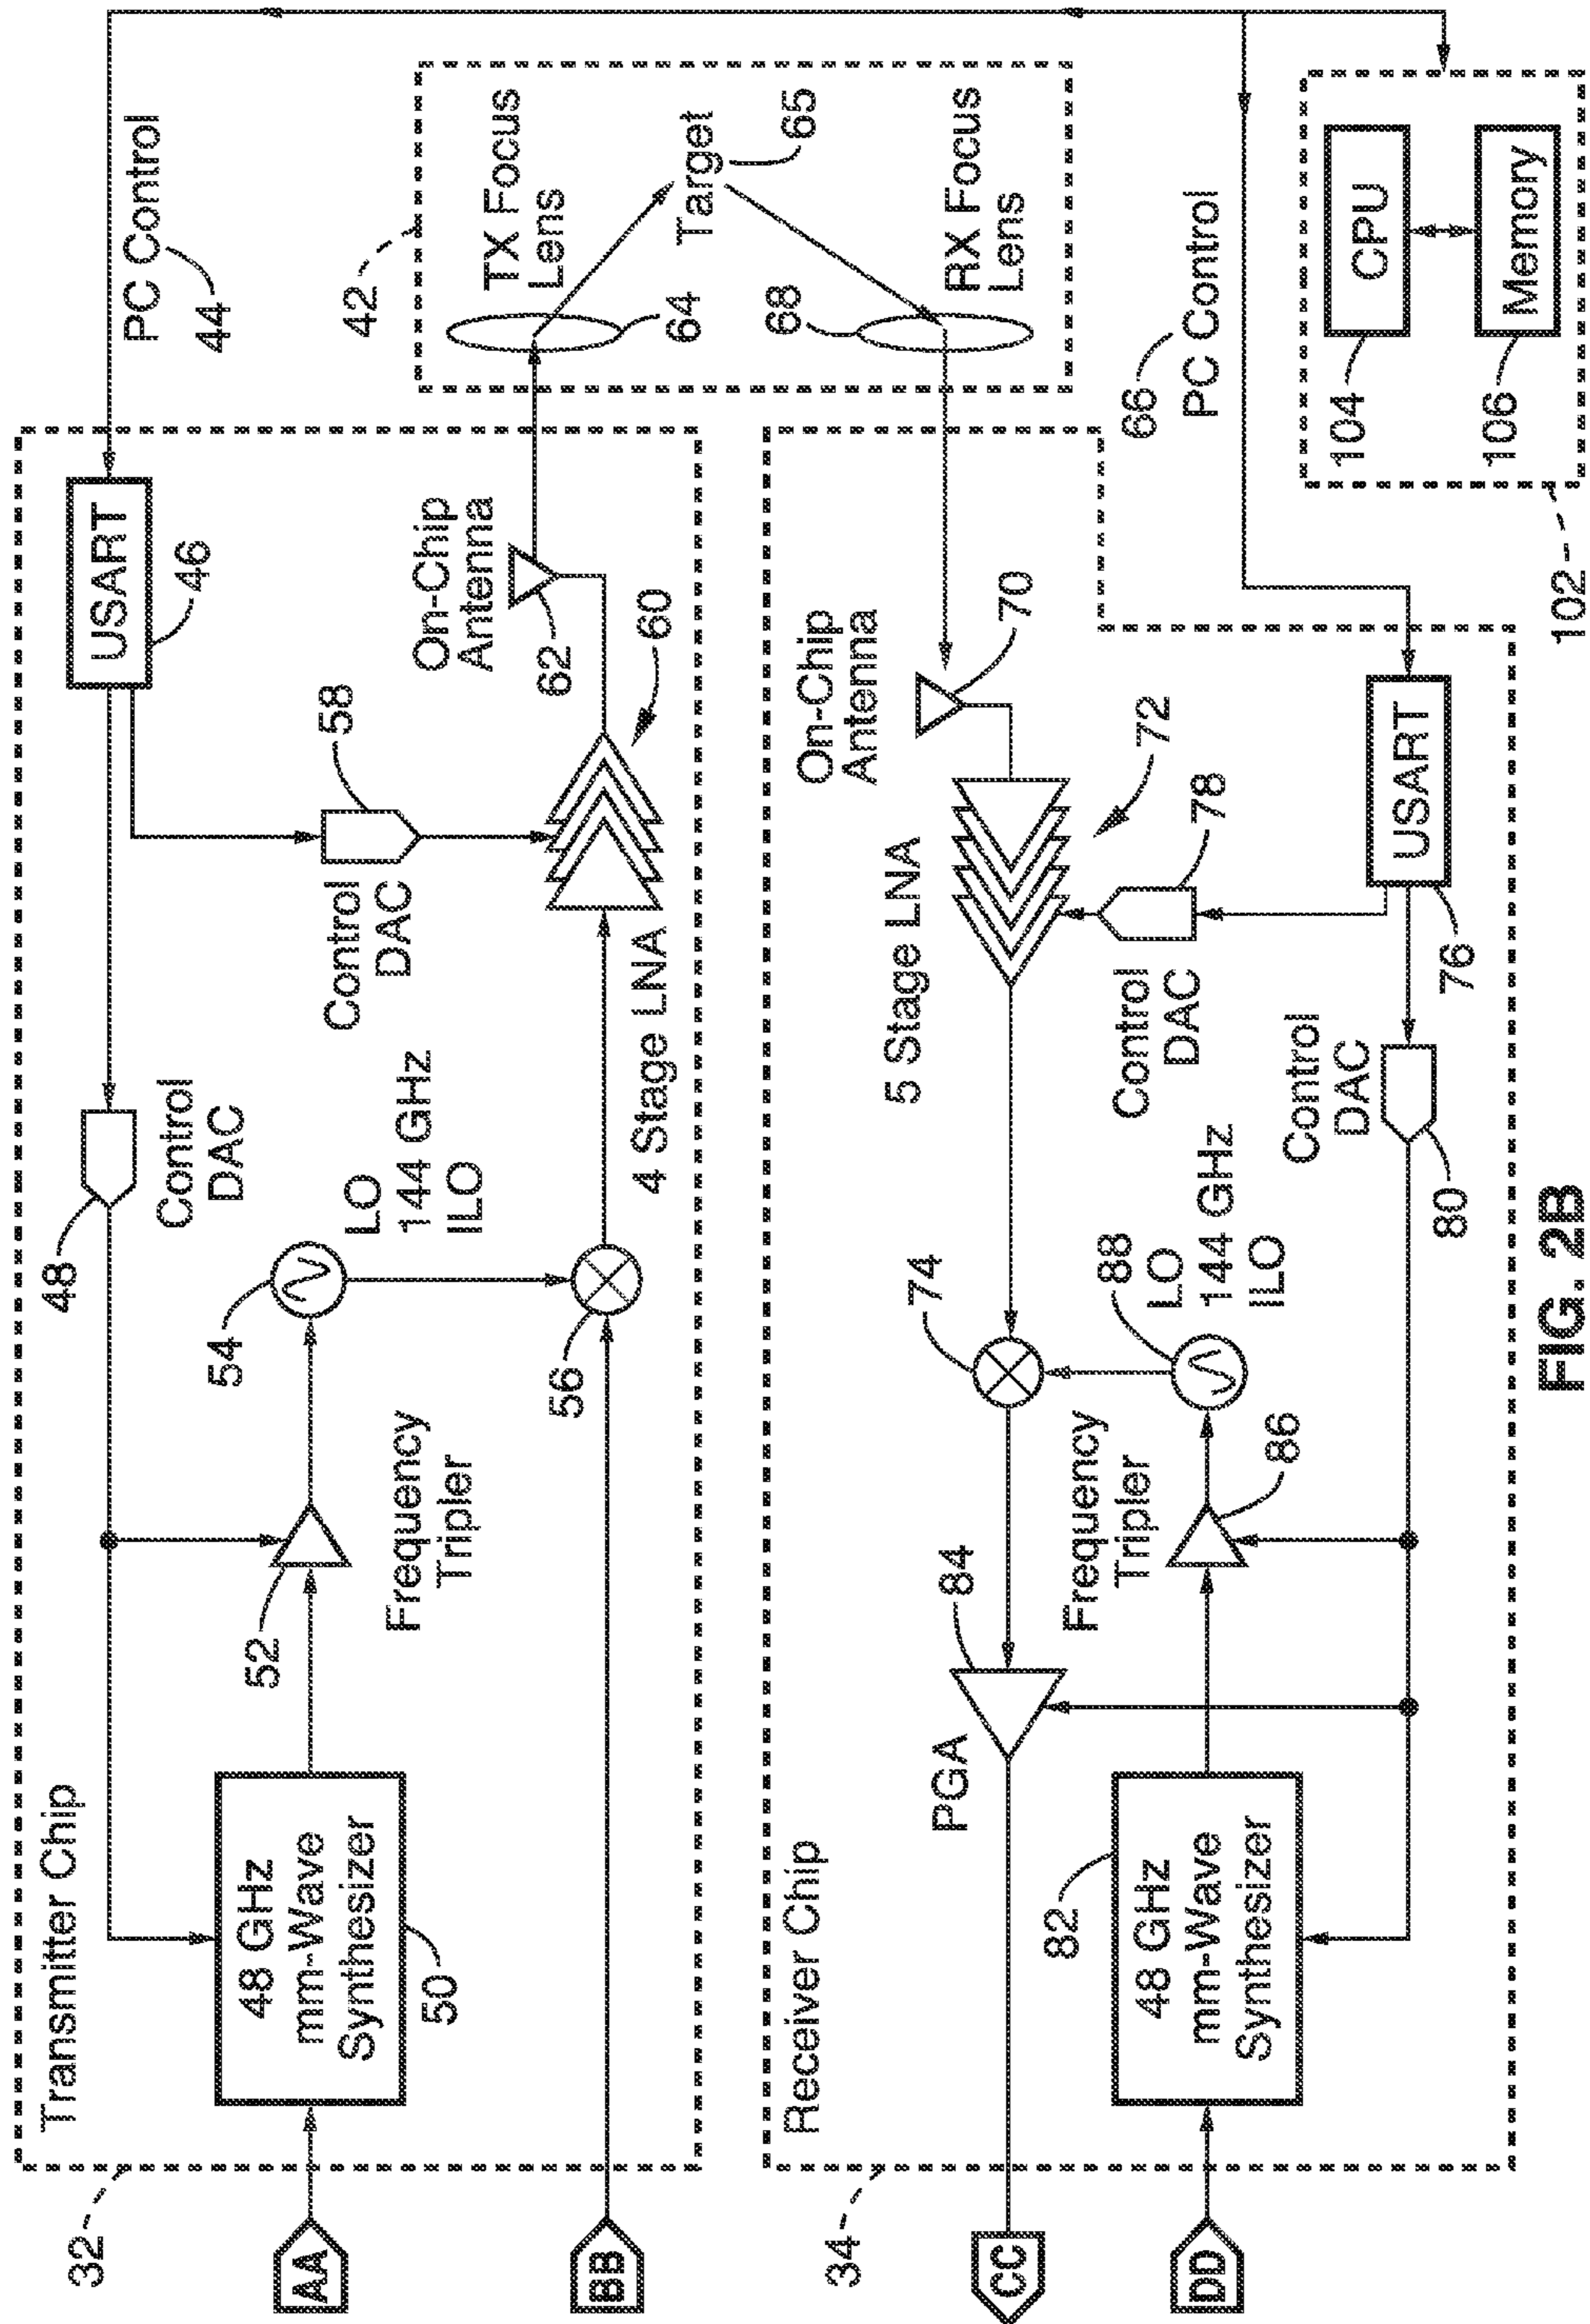 Transmitter Chip
32
AA
BB
48 GHz
mm-Wave
Synthesizer
50
52
Frequency
Tripler
48
Control
DAC
54
LO
144 GHz
ILO
56
4 Stage LNA
Control
DAC
58
USART
46
60
62
On-Chip
Antenna
PC Control
44
42
TX Focus
Lens
64
Target
65
68
RX Focus
Lens
Receiver Chip
34
CC
DD
PGA
84
48 GHz
mm-Wave
Synthesizer
82
Frequency
Tripler
86
74
88
LO
144 GHz
ILO
5 Stage LNA
72
On-Chip
Antenna
70
Control
DAC
78
Control
DAC
80
USART
76
66
PC Control
CPU
104
Memory
106
102
FIG. 2B